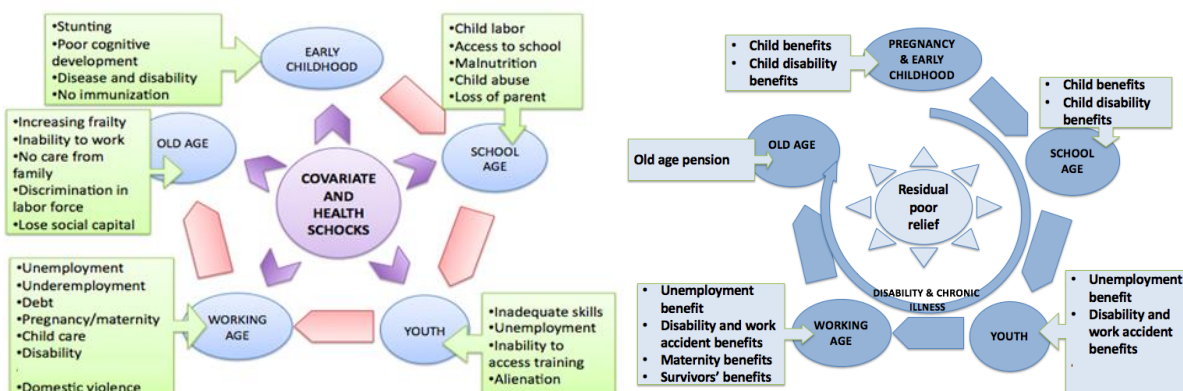 •Stunting
•Poor cognitive
development
•Disease and disability
•No immunization
EARLY
CHILDHOOD
•Child labor
•Access to school
•Malnutrition
•Child abuse
•Loss of parent
•Increasing frailty
•Inability to work
•No care from
family
•Discrimination in
labor force
•Lose social capital
OLD AGE
COVARIATE
AND
HEALTH
SCHOCKS
SCHOOL
AGE
•Unemployment
•Underemployment
•Debt
•Pregnancy/maternity
•Child care
•Disability
.
•Domestic violence
WORKING
AGE
YOUTH
•Inadequate skills
•Unemployment
•Inability to
access training
•Alienation
• Child benefits
• Child disability
benefits
PREGNANCY
& EARLY
CHILDHOOD
• Child benefits
• Child disability
benefits
Old age pension
OLD AGE
Residual
poor
relief
SCHOOL
AGE
DISABILITY & CHRONIC
ILLNESS
• Unemployment
benefit
• Disability and work
accident benefits
• Maternity benefits
• Survivors’ benefits
WORKING
AGE
YOUTH
• Unemployment
benefit
• Disability and
work accident
benefits
.